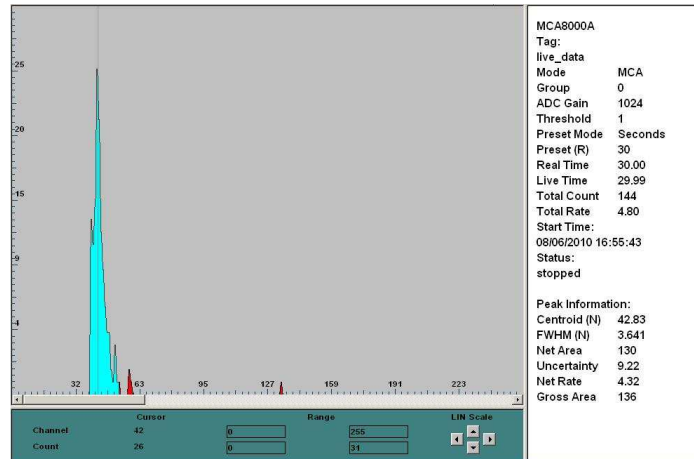 25
20
15
9
4
32 63 95 127 159 191 223
Cursor Range LIN Scale
Channel 42 0 255
Count 26 0 31
MCA8000A
Tag:
live_data
Mode MCA
Group 0
ADC Gain 1024
Threshold 1
Preset Mode Seconds
Preset (R) 30
Real Time 30.00
Live Time 29.99
Total Count 144
Total Rate 4.80
Start Time:
08/06/2010 16:55:43
Status:
stopped
Peak Information:
Centroid (N) 42.83
FWHM (N) 3.641
Net Area 130
Uncertainty 9.22
Net Rate 4.32
Gross Area 136